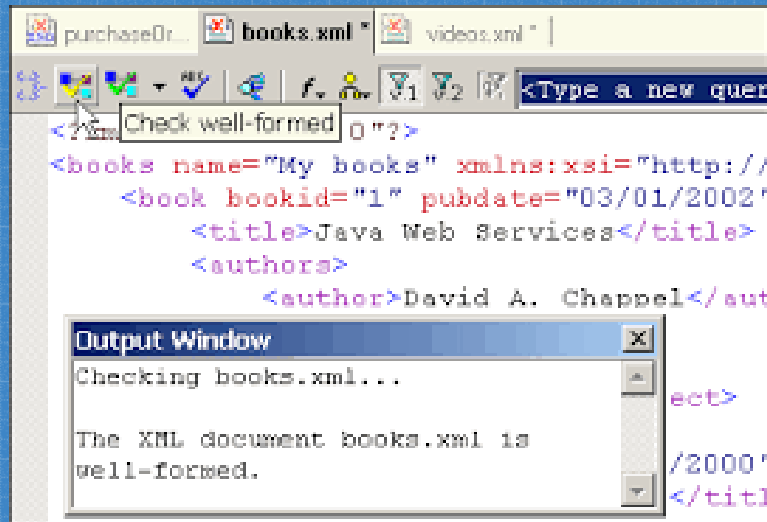 purchaseOr... books.xml * videos.xml *
<Type a new quer
Check well-formed
0"?>
<books name="My books" xmlns:xsi="http://
<book bookid="1" pubdate="03/01/2002"
<title>Java Web Services</title>
<authors>
<author>David A. Chappel</aut
Output Window
Checking books.xml...
ect>
The XML document books.xml is
well-formed.
/2000"
</titl